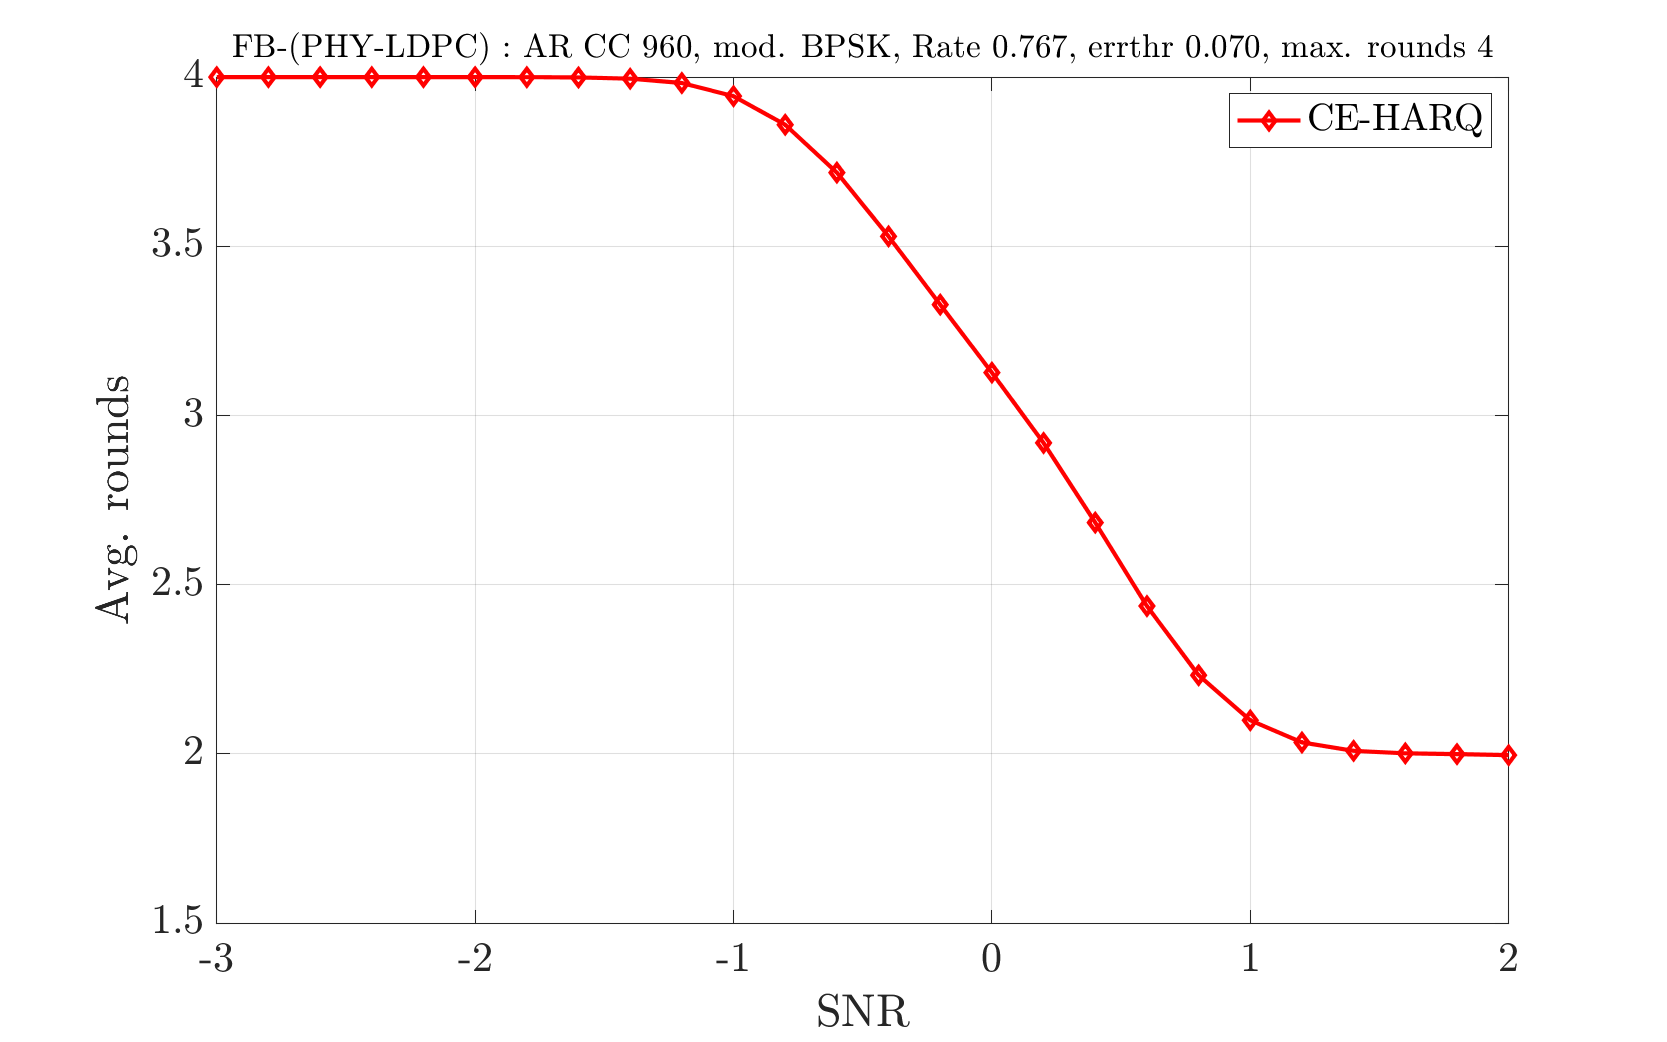 FB-(PHY-LDPC) : AR CC 960, mod. BPSK, Rate 0.767, errthr 0.070, max. rounds 4
CE-HARQ
4
3.5
3
2.5
2
1.5
Avg. rounds
-3 -2 -1 0 1 2
SNR